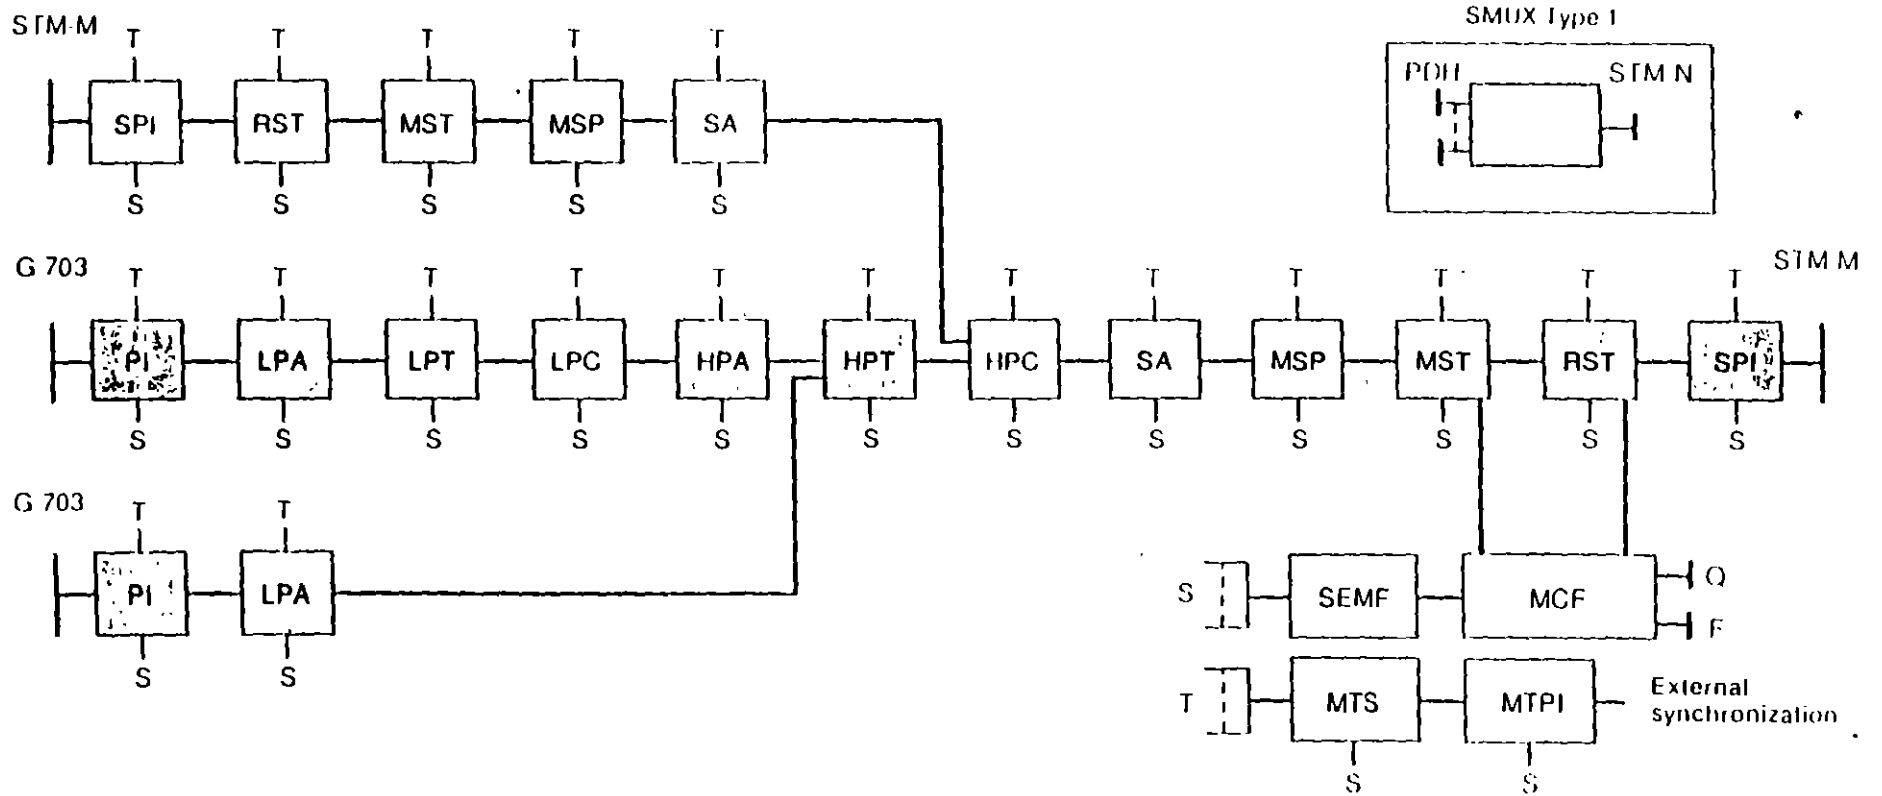 STM-M
T T T T T
SPI RST MST MSP SA
S S S S S
SMUX Type 1
PDH STM N
G 703
T T T T T T T T T T T T
STM M
PI LPA LPT LPC HPA HPT HPC SA MSP MST RST SPI
S S S S S S S S S S S S
G 703
T T
PI LPA
S S
S SEMF MCF Q
F
T MTS MTPI External
synchronization
S S